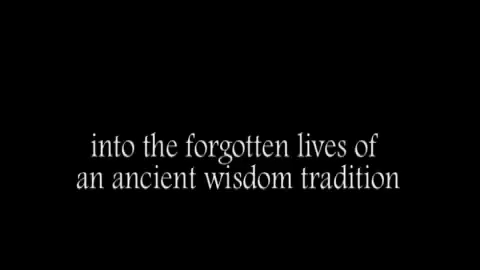 into the forgotten lives of
an ancient wisdom tradition